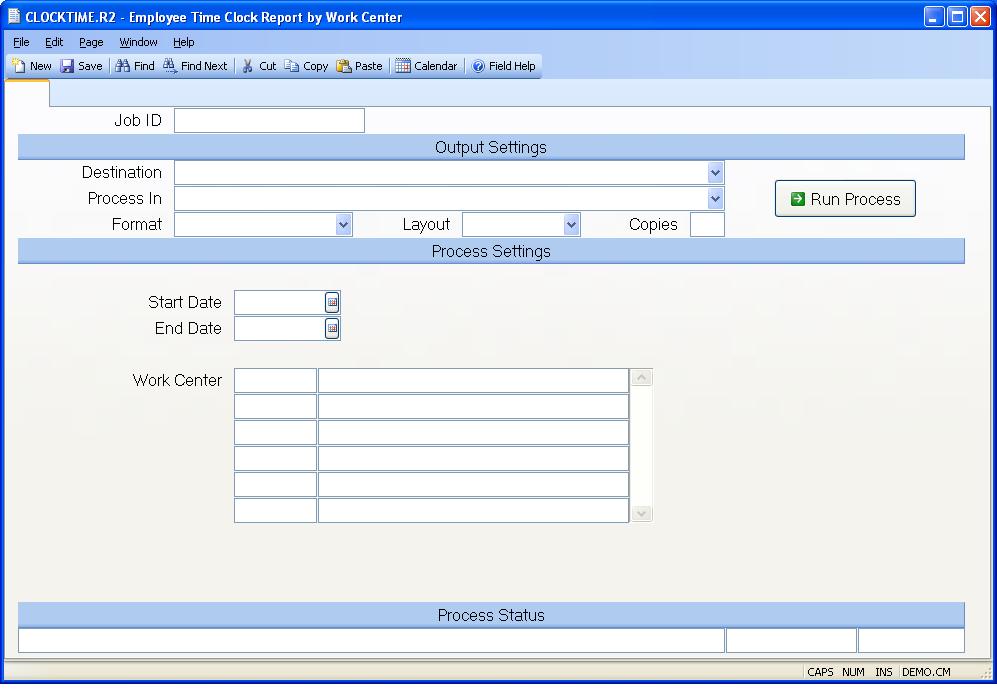 CLOCKTIME.R2 - Employee Time Clock Report by Work Center
File Edit Page Window Help
New Save Find Find Next Cut Copy Paste Calendar Field Help
Job ID
Output Settings
Destination
Process In
Run Process
Format Layout Copies
Process Settings
Start Date
End Date
Work Center
Process Status
CAPS NUM INS DEMO.CM